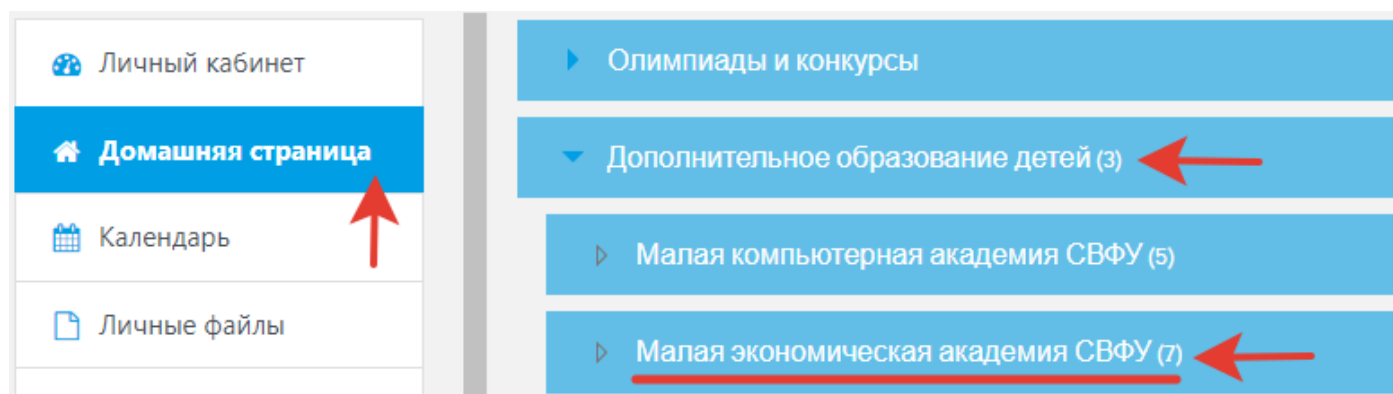 Личный кабинет
Домашняя страница
Календарь
Личные файлы
Олимпиады и конкурсы
Дополнительное образование детей (3)
Малая компьютерная академия СВФУ (5)
Малая экономическая академия СВФУ (7)